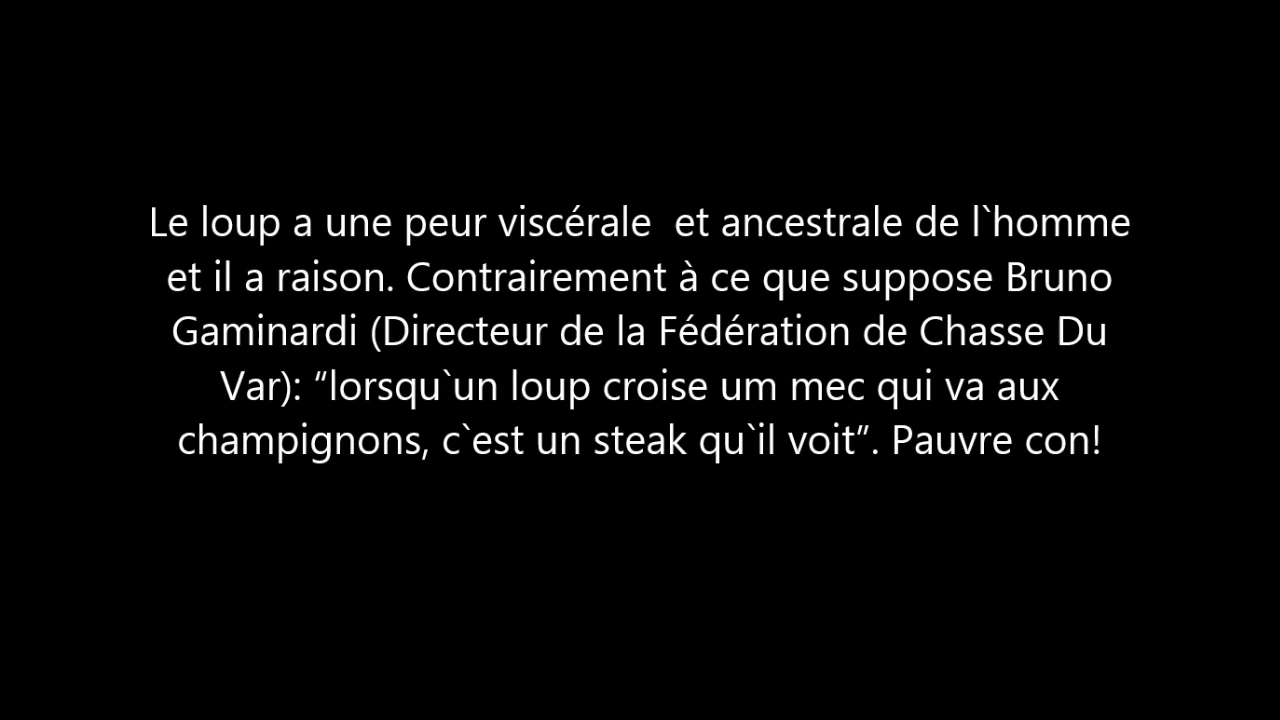 Le loup a une peur viscérale  et ancestrale de l`homme
et il a raison. Contrairement à ce que suppose Bruno
Gaminardi (Directeur de la Fédération de Chasse Du
Var): “lorsqu`un loup croise um mec qui va aux
champignons, c`est un steak qu`il voit”. Pauvre con!